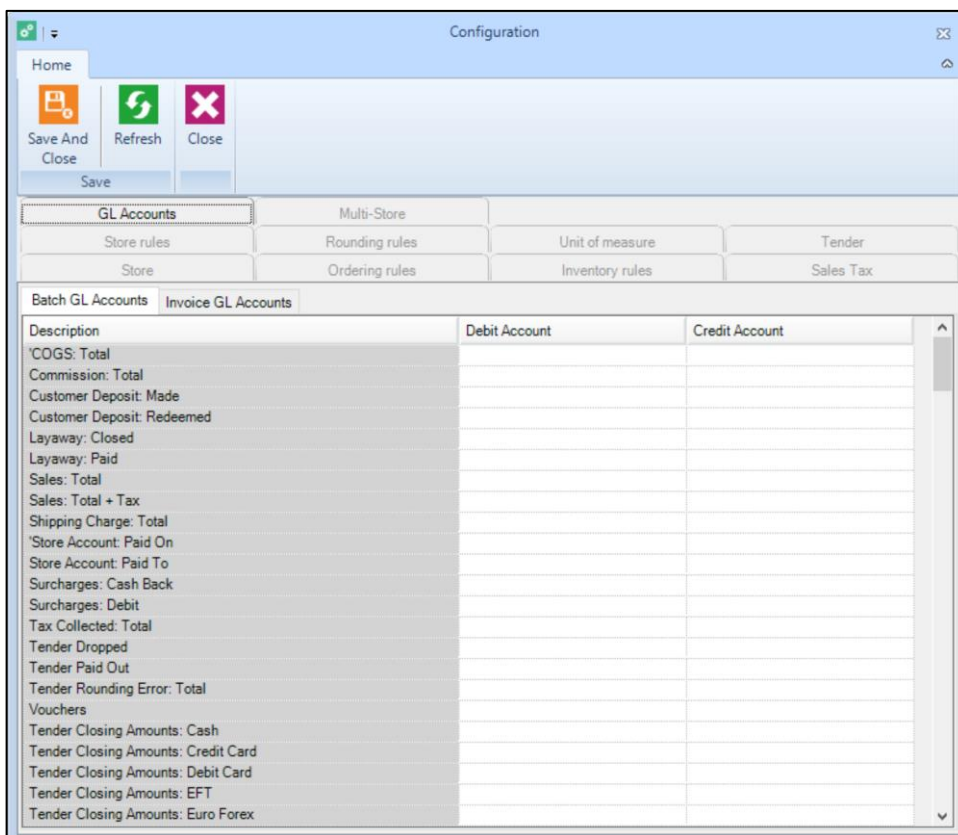 Configuration
Home
Save And Close
Refresh
Close
Save
GL Accounts
Multi-Store
Store rules
Rounding rules
Unit of measure
Tender
Store
Ordering rules
Inventory rules
Sales Tax
Batch GL Accounts
Invoice GL Accounts
Description
Debit Account
Credit Account
'COGS: Total
Commission: Total
Customer Deposit: Made
Customer Deposit: Redeemed
Layaway: Closed
Layaway: Paid
Sales: Total
Sales: Total + Tax
Shipping Charge: Total
'Store Account: Paid On
Store Account: Paid To
Surcharges: Cash Back
Surcharges: Debit
Tax Collected: Total
Tender Dropped
Tender Paid Out
Tender Rounding Error: Total
Vouchers
Tender Closing Amounts: Cash
Tender Closing Amounts: Credit Card
Tender Closing Amounts: Debit Card
Tender Closing Amounts: EFT
Tender Closing Amounts: Euro Forex